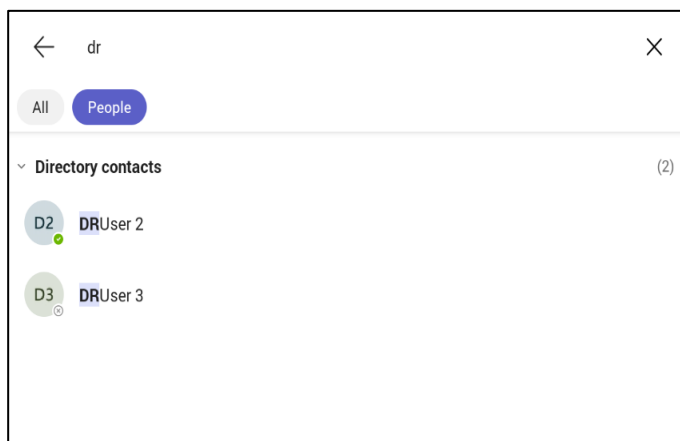 dr
All People
Directory contacts (2)
D2 DRUser 2
D3 DRUser 3